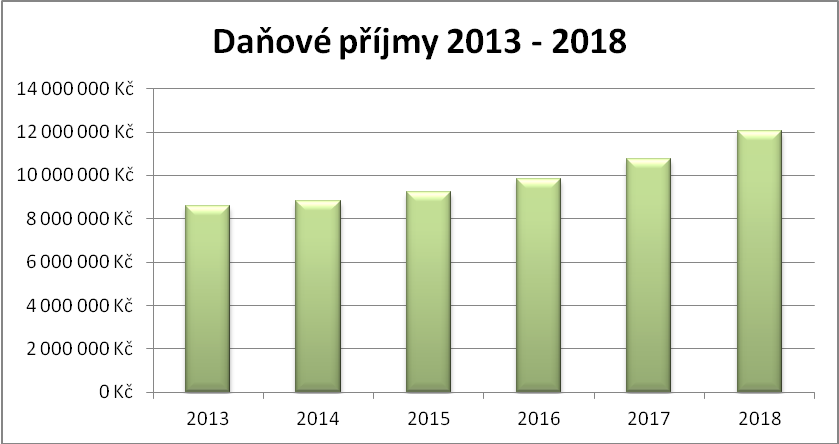 Daňové příjmy 2013 - 2018
14 000 000 Kč
12 000 000 Kč
10 000 000 Kč
8 000 000 Kč
6 000 000 Kč
4 000 000 Kč
2 000 000 Kč
0 Kč
2013 2014 2015 2016 2017 2018